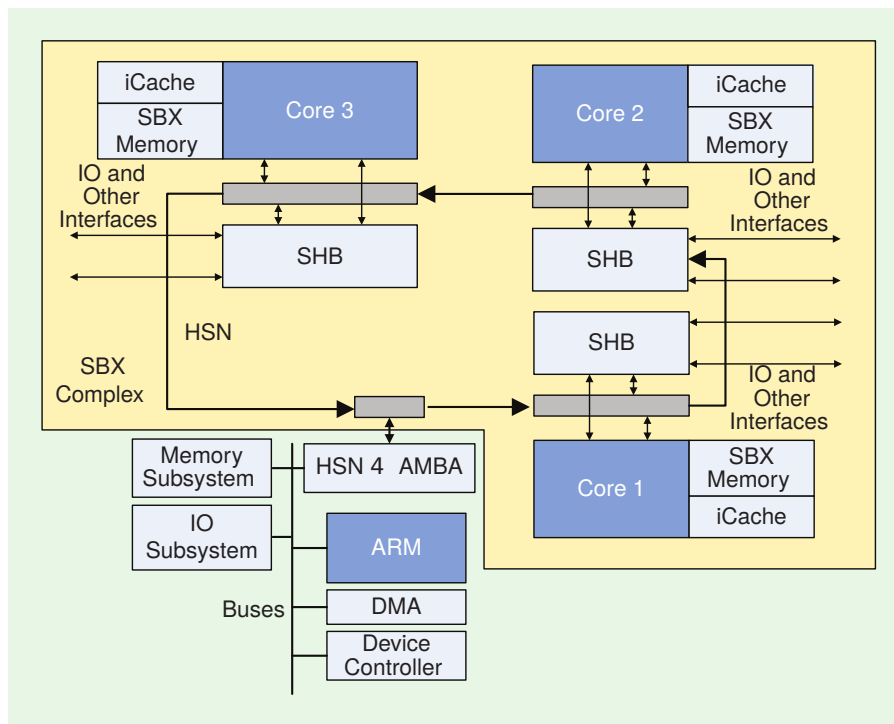 iCache
SBX
Memory
Core 3
Core 2
iCache
SBX
Memory
IO and
Other
Interfaces
IO and
Other
Interfaces
SHB
SHB
HSN
SHB
SBX
Complex
IO and
Other
Interfaces
Memory
Subsystem
HSN 4 AMBA
Core 1
SBX
Memory
iCache
IO
Subsystem
ARM
Buses
DMA
Device
Controller